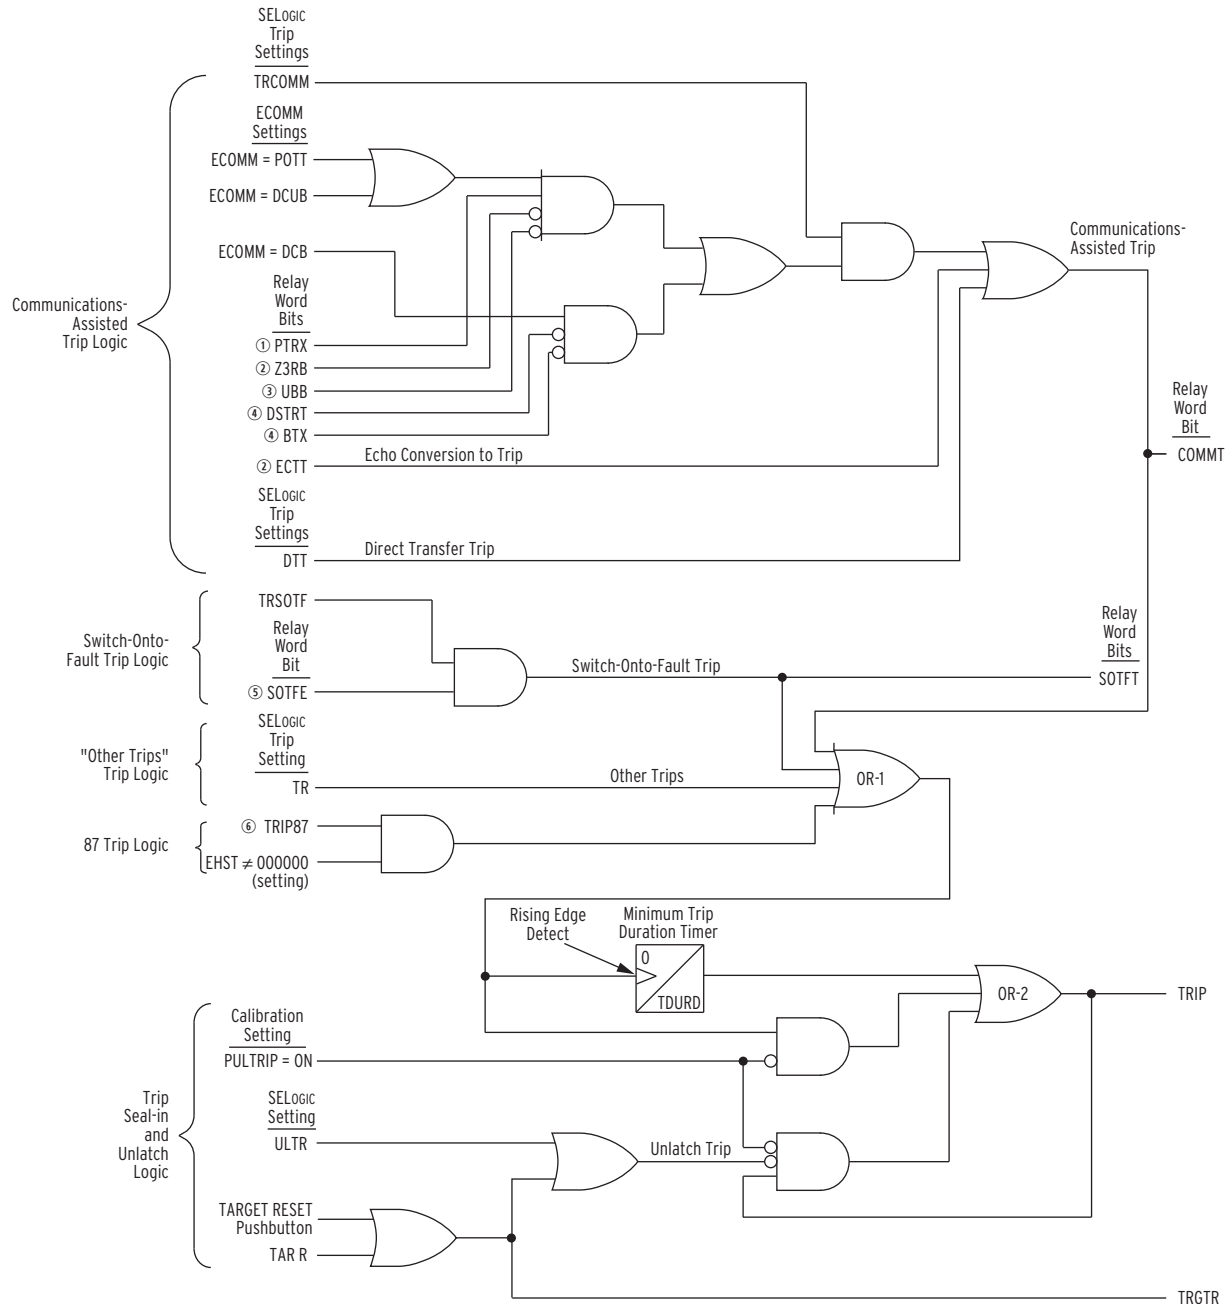 SELOGIC
Trip
Settings
TRCOMM
ECOMM
Settings
ECOMM = POTT
ECOMM = DCUB
ECOMM = DCB
Relay
Word
Bits
① PTRX
② Z3RB
③ UBB
④ DSTRT
④ BTX
② ECTT
Echo Conversion to Trip
SELOGIC
Trip
Settings
DTT
Direct Transfer Trip
Communications-
Assisted
Trip Logic
Communications-
Assisted Trip
Relay
Word
Bit
COMMT
Switch-Onto-
Fault Trip Logic
TRSOTF
Relay
Word
Bit
⑤ SOTFE
Switch-Onto-Fault Trip
Relay
Word
Bits
SOTFT
"Other Trips"
Trip Logic
SELOGIC
Trip
Setting
TR
Other Trips
OR-1
87 Trip Logic
⑥ TRIP87
EHST ≠ 000000
(setting)
Rising Edge
Detect
Minimum Trip
Duration Timer
0
TDURD
OR-2
TRIP
Trip
Seal-in
and
Unlatch
Logic
Calibration
Setting
PULTRIP = ON
SELOGIC
Setting
ULTR
Unlatch Trip
TARGET RESET
Pushbutton
TAR R
TRGTR